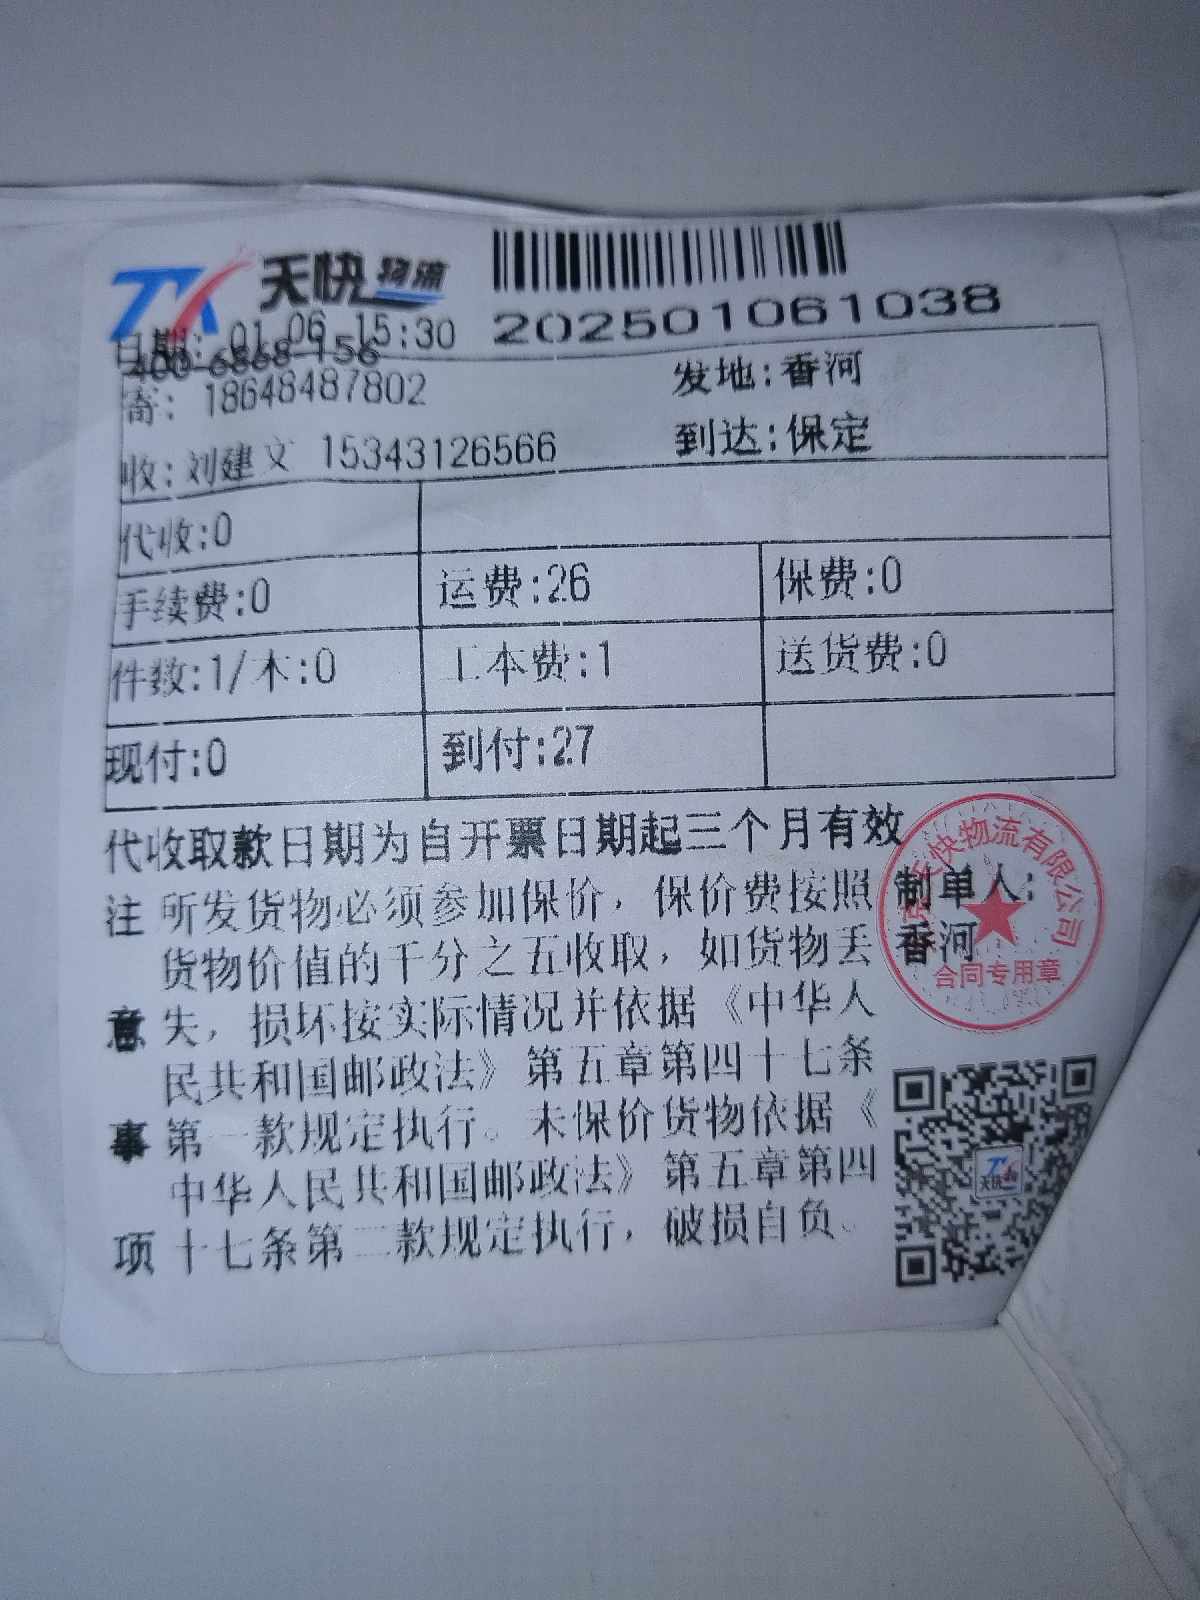 TK 天快物流
202501061038
日期: 01-06 15:30
400-6868-156
寄: 18648487802
发地:香河
收:刘建文 15343126566
到达:保定
代收:0
手续费:0 运费:26 保费:0
件数:1/木:0 工本费:1 送货费:0
现付:0 到付:27
代收取款日期为自开票日期起三个月有效
注意事项
所发货物必须参加保价，保价费按照
货物价值的千分之五收取，如货物丢
失，损坏按实际情况并依据《中华人
民共和国邮政法》第五章第四十七条
第一款规定执行。未保价货物依据《
中华人民共和国邮政法》第五章第四
十七条第二款规定执行，破损自负。
制单人:
香河
天快物流有限公司
合同专用章
天快